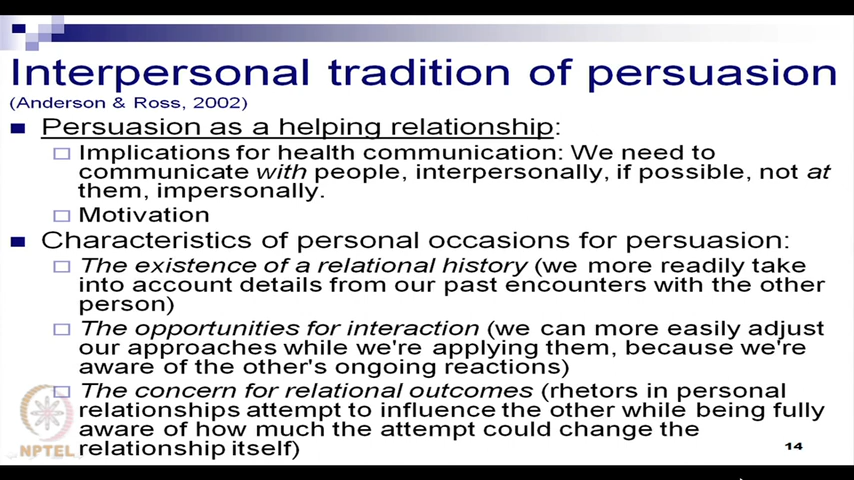 Interpersonal tradition of persuasion
(Anderson & Ross, 2002)
Persuasion as a helping relationship:
Implications for health communication: We need to
communicate with people, interpersonally, if possible, not at
them, impersonally.
Motivation
Characteristics of personal occasions for persuasion:
The existence of a relational history (we more readily take
into account details from our past encounters with the other
person)
The opportunities for interaction (we can more easily adjust
our approaches while we're applying them, because we're
aware of the other's ongoing reactions)
The concern for relational outcomes (rhetors in personal
relationships attempt to influence the other while being fully
aware of how much the attempt could change the
relationship itself)
NPTEL
14